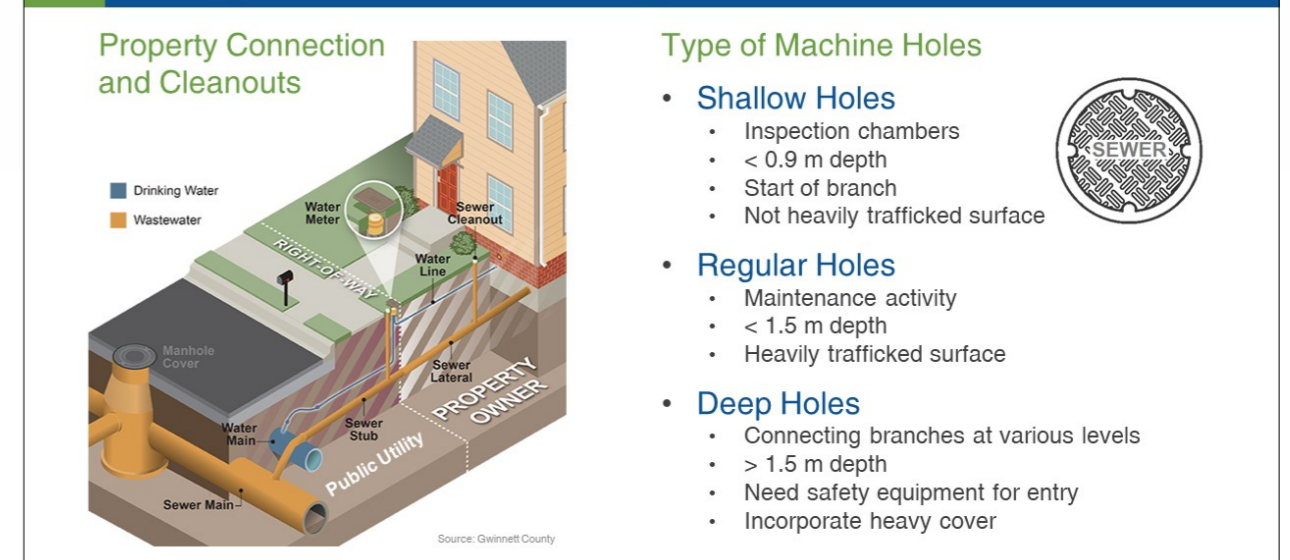 Property Connection
and Cleanouts
Drinking Water
Wastewater
Water
Meter
Sewer
Cleanout
RIGHT-OF-WAY
Water
Line
Manhole
Cover
Sewer
Lateral
PROPERTY
OWNER
Water
Main
Sewer
Stub
Public Utility
Sewer Main
Source: Gwinnett County
Type of Machine Holes
• Shallow Holes
• Inspection chambers
• < 0.9 m depth
• Start of branch
• Not heavily trafficked surface
SEWER
• Regular Holes
• Maintenance activity
• < 1.5 m depth
• Heavily trafficked surface
• Deep Holes
• Connecting branches at various levels
• > 1.5 m depth
• Need safety equipment for entry
• Incorporate heavy cover